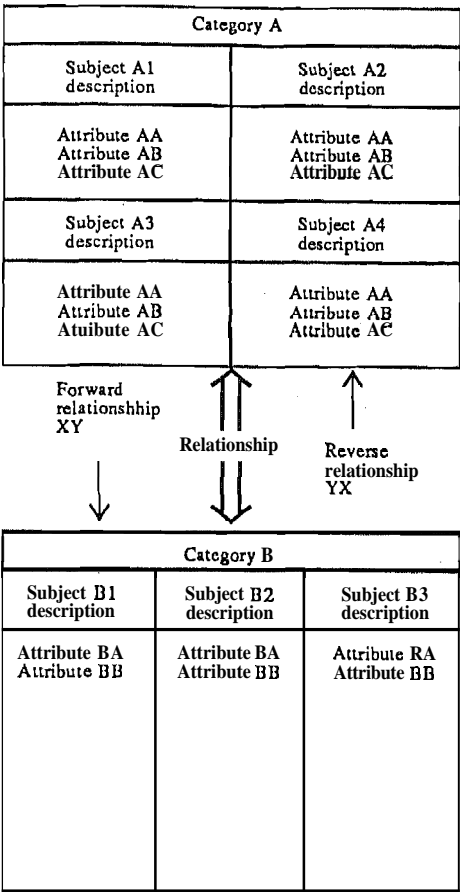 Category A
Subject A1
description
Subject A2
description
Attribute AA
Attribute AB
Attribute AC
Attribute AA
Attribute AB
Attribute AC
Subject A3
description
Subject A4
description
Attribute AA
Attribute AB
Atuibute AC
Attribute AA
Attribute AB
Attribute AC
Forward
relationshhip
XY
Relationship
Reverse
relationship
YX
Category B
Subject B1
description
Subject B2
description
Subject B3
description
Attribute BA
Attribute BB
Attribute BA
Attribute BB
Attribute RA
Attribute BB